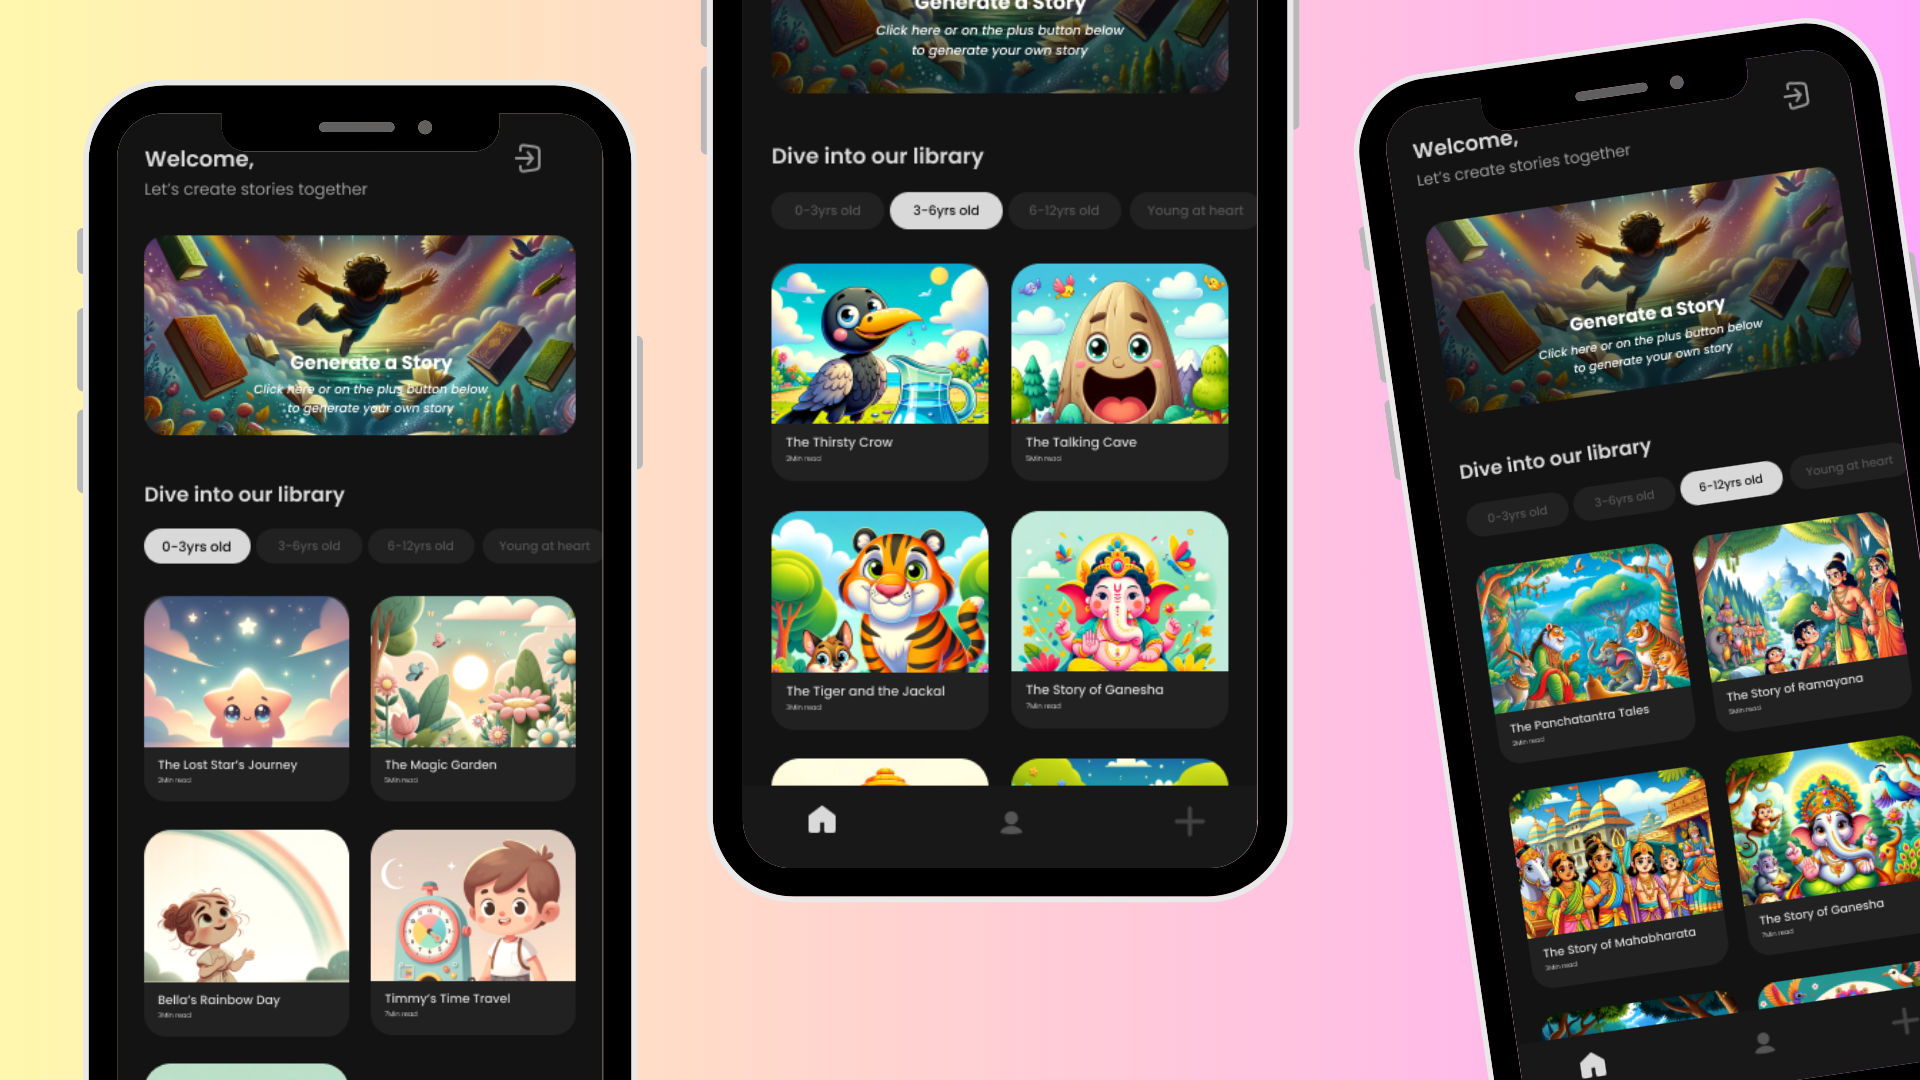 Welcome,
Let's create stories together
Generate a Story
Click here or on the plus button below
to generate your own story
Dive into our library
0-3yrs old
3-6yrs old
6-12yrs old
Young at heart
The Lost Star's Journey
2Min read
The Magic Garden
5Min read
Bella's Rainbow Day
3Min read
Timmy's Time Travel
7Min read
Generate a Story
Click here or on the plus button below
to generate your own story
Dive into our library
0-3yrs old
3-6yrs old
6-12yrs old
Young at heart
The Thirsty Crow
2Min read
The Talking Cave
5Min read
The Tiger and the Jackal
3Min read
The Story of Ganesha
7Min read
Welcome,
Let's create stories together
Generate a Story
Click here or on the plus button below
to generate your own story
Dive into our library
0-3yrs old
3-6yrs old
6-12yrs old
Young at heart
The Panchatantra Tales
2Min read
The Story of Ramayana
5Min read
The Story of Mahabharata
3Min read
The Story of Ganesha
7Min read